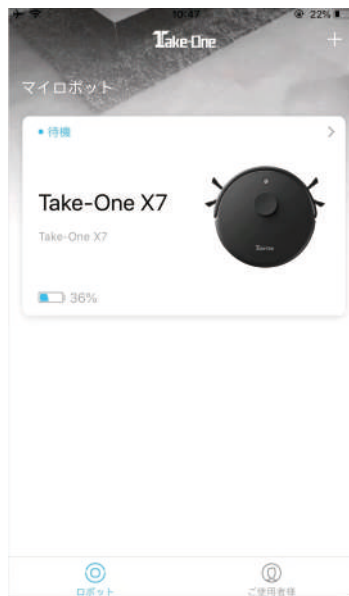 10:47
22%
Take-One
+
マイロボット
• 待機
>
Take-One X7
Take-One X7
36%
ロボット
ご使用者様